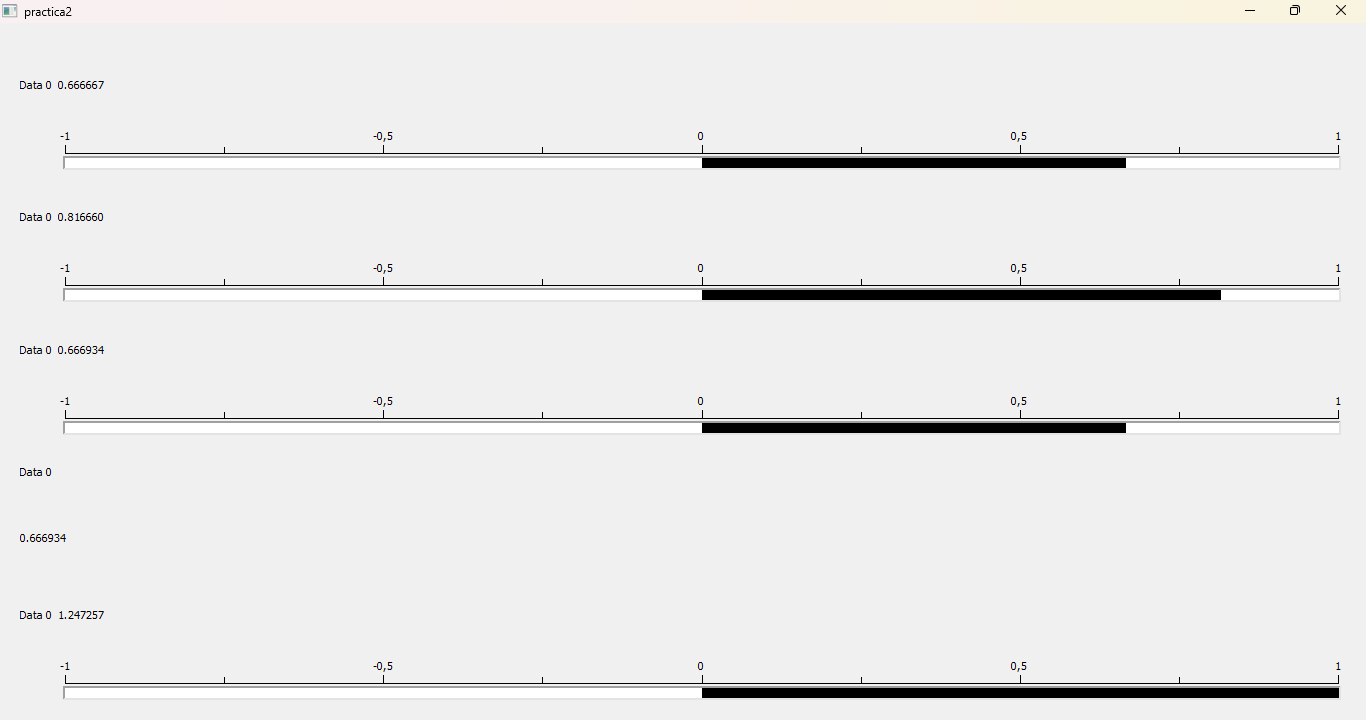 practica2
Data 0 0.666667
-1 -0,5 0 0,5 1
Data 0 0.816660
-1 -0,5 0 0,5 1
Data 0 0.666934
-1 -0,5 0 0,5 1
Data 0
0.666934
Data 0 1.247257
-1 -0,5 0 0,5 1